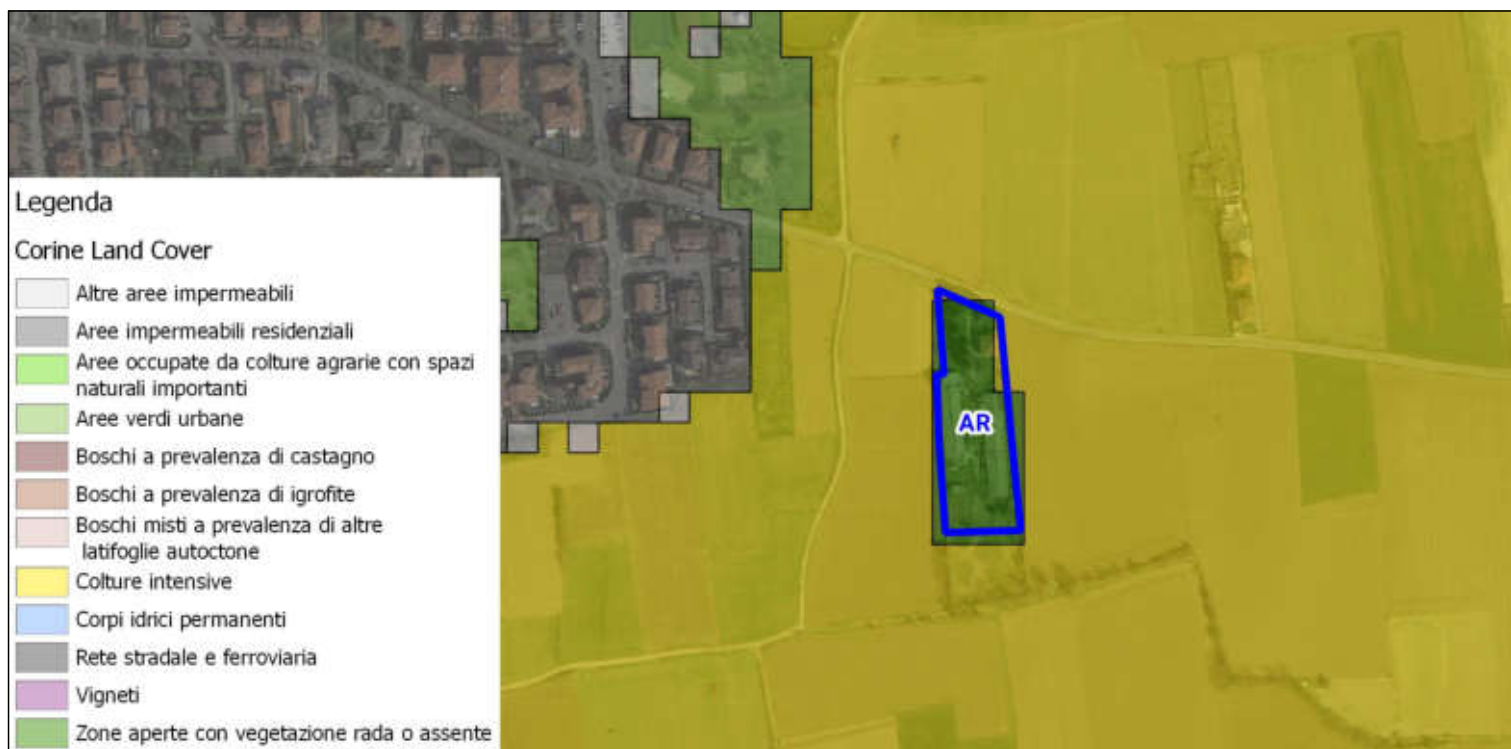 Legenda
Corine Land Cover
Altre aree impermeabili
Aree impermeabili residenziali
Aree occupate da colture agrarie con spazi
naturali importanti
Aree verdi urbane
Boschi a prevalenza di castagno
Boschi a prevalenza di igrofite
Boschi misti a prevalenza di altre
latifoglie autoctone
Colture intensive
Corpi idrici permanenti
Rete stradale e ferroviaria
Vigneti
Zone aperte con vegetazione rada o assente
AR